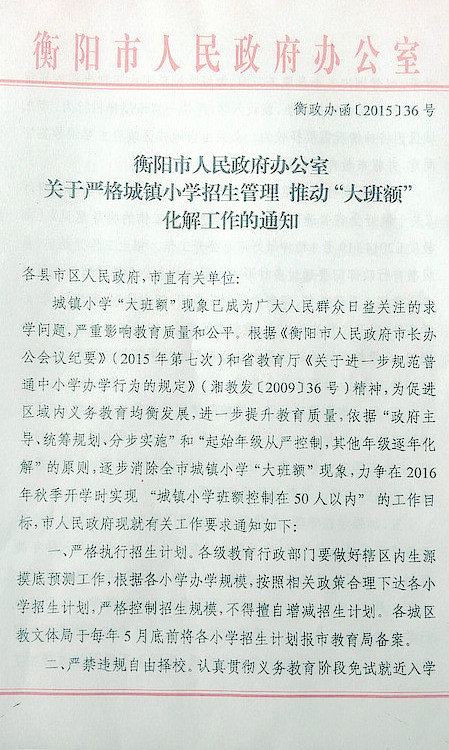 衡阳市人民政府办公室
衡政办函〔2015〕36号
衡阳市人民政府办公室
关于严格城镇小学招生管理 推动“大班额”
化解工作的通知
各县市区人民政府,市直有关单位:
城镇小学“大班额”现象已成为广大人民群众日益关注的求
学问题,严重影响教育质量和公平。根据《衡阳市人民政府市长办
公会议纪要》(2015年第七次)和省教育厅《关于进一步规范普
通中小学办学行为的规定》(湘教发〔2009〕36号)精神,为促进
区域内义务教育均衡发展,进一步提升教育质量,依据“政府主
导、统筹规划、分步实施”和“起始年级从严控制,其他年级逐年化
解”的原则,逐步消除全市城镇小学“大班额”现象,力争在2016
年秋季开学时实现 “城镇小学班额控制在50人以内” 的工作目
标,市人民政府现就有关工作要求通知如下:
一、严格执行招生计划。各级教育行政部门要做好辖区内生源
摸底预测工作,根据各小学办学规模,按照相关政策合理下达各小
学招生计划,严格控制招生规模,不得擅自增减招生计划。各城区
教文体局于每年5月底前将各小学招生计划报市教育局备案。
二、严禁违规自由择校。认真贯彻义务教育阶段免试就近入学